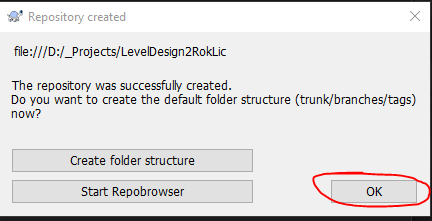 Repository created
file:///D:/_Projects/LevelDesign2RokLic
The repository was successfully created.
Do you want to create the default folder structure (trunk/branches/tags)
now?
Create folder structure
Start Repobrowser
OK